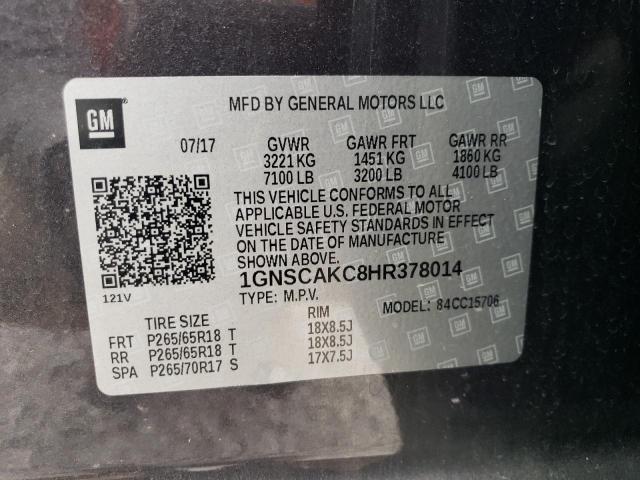 GM
MFD BY GENERAL MOTORS LLC
07/17 GVWR GAWR FRT GAWR RR
3221 KG 1451 KG 1860 KG
7100 LB 3200 LB 4100 LB
THIS VEHICLE CONFORMS TO ALL
APPLICABLE U.S. FEDERAL MOTOR
VEHICLE SAFETY STANDARDS IN EFFECT
ON THE DATE OF MANUFACTURE
SHOWN ABOVE.
1GNSCAKC8HR378014
121V
TYPE: M.P.V. MODEL: 84CC15706
TIRE SIZE RIM
FRT P265/65R18 T 18X8.5J
RR P265/65R18 T 18X8.5J
SPA P265/70R17 S 17X7.5J